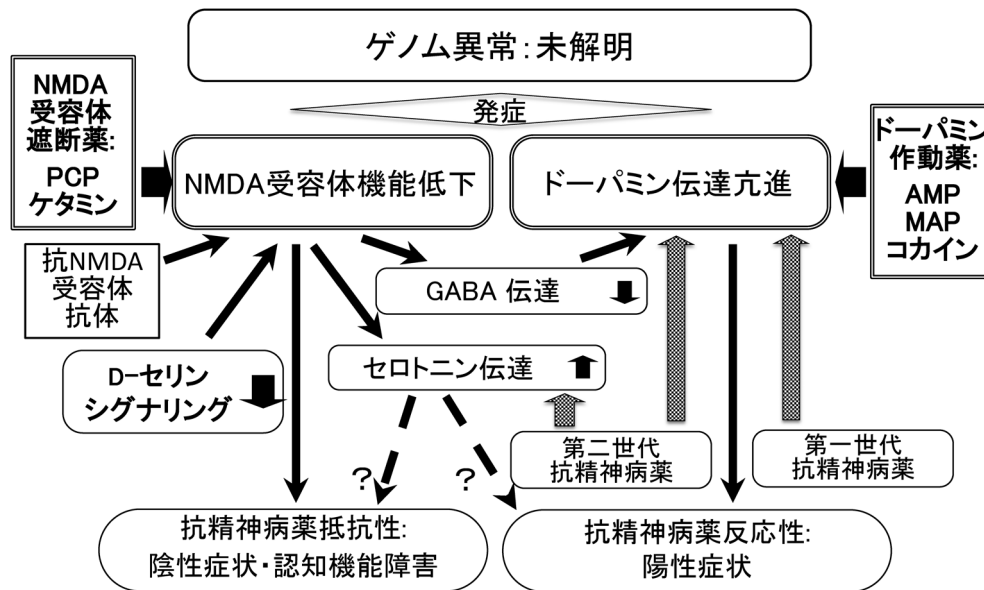 ゲノム異常:未解明
発症
NMDA
受容体
遮断薬:
PCP
ケタミン
NMDA受容体機能低下
ドーパミン伝達亢進
ドーパミン
作動薬:
AMP
MAP
コカイン
抗NMDA
受容体
抗体
GABA 伝達
D-セリン
シグナリング
セロトニン伝達
第二世代
抗精神病薬
第一世代
抗精神病薬
?
?
抗精神病薬抵抗性:
陰性症状・認知機能障害
抗精神病薬反応性:
陽性症状